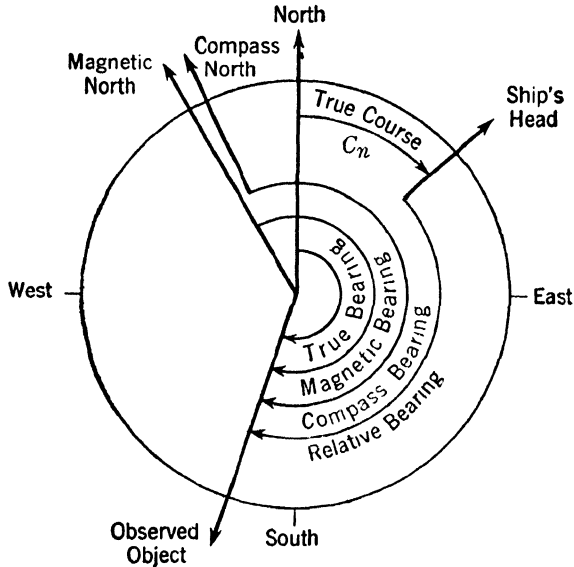 North
Compass
North
Magnetic
North
Ship's
Head
True Course
Cn
West
East
True Bearing
Magnetic Bearing
Compass Bearing
Relative Bearing
Observed
Object
South